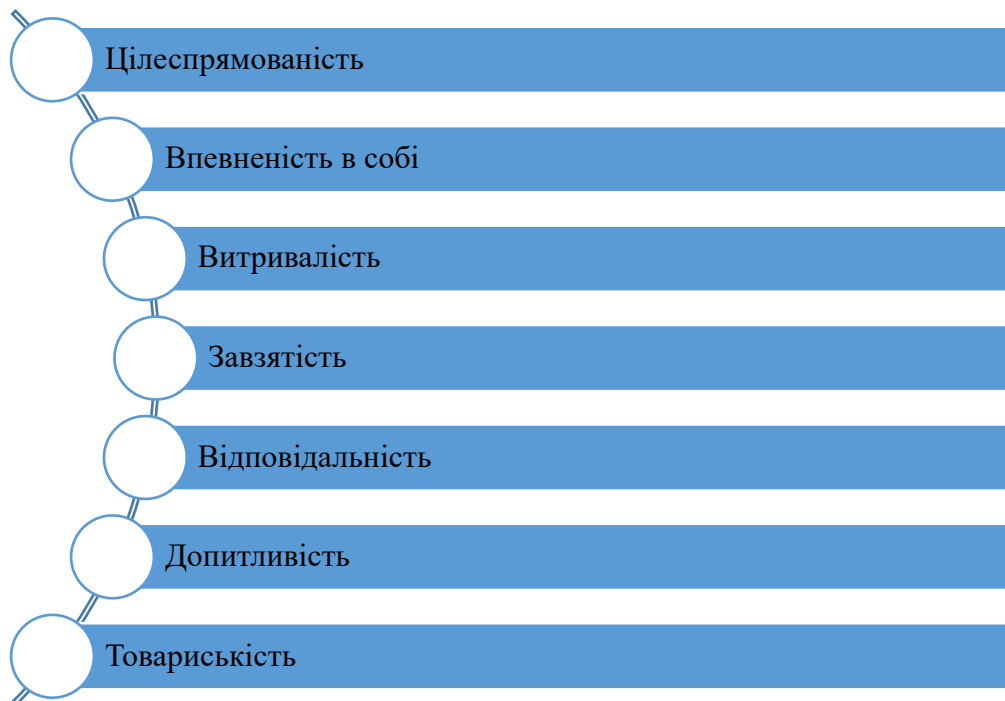 Цілеспрямованість
Впевненість в собі
Витривалість
Завзятість
Відповідальність
Допитливість
Товариськість